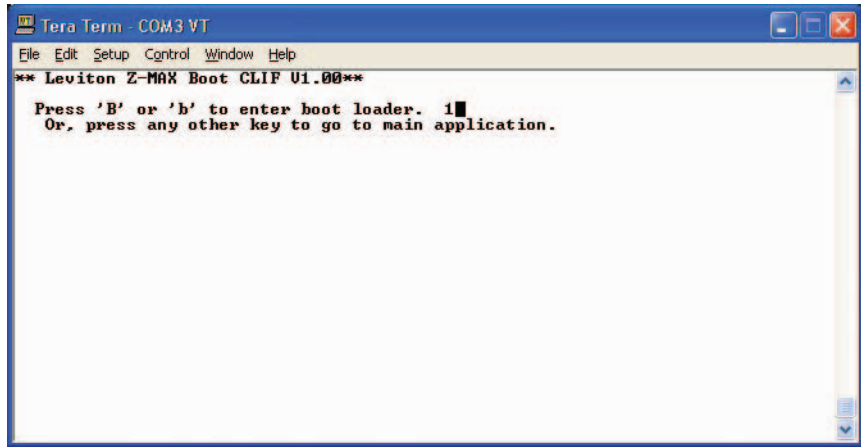 Tera Term - COM3 VT
File Edit Setup Control Window Help
** Leviton Z-MAX Boot CLIF V1.00**
Press 'B' or 'b' to enter boot loader. 1
Or, press any other key to go to main application.